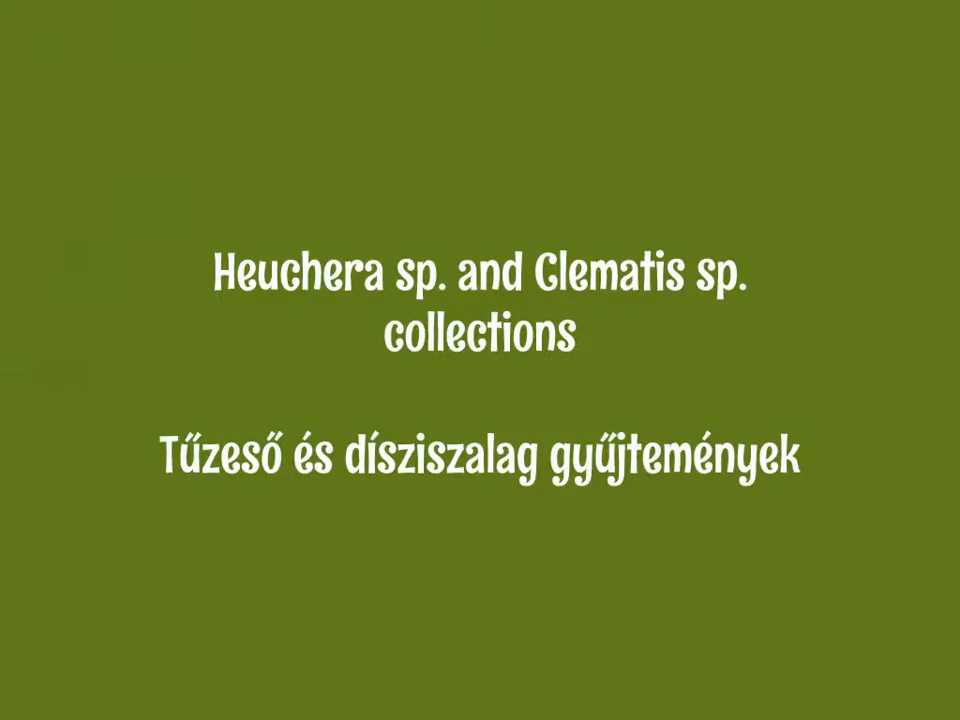 Heuchera sp. and Clematis sp.
collections
Tűzeső és dísziszalag gyűjtemények